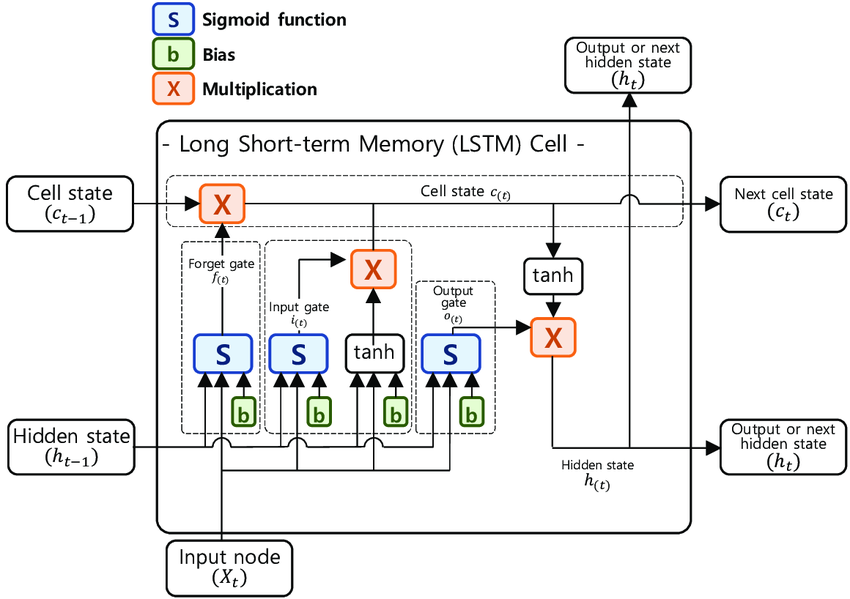 S Sigmoid function
b Bias
X Multiplication
Output or next
hidden state
(h_t)
- Long Short-term Memory (LSTM) Cell -
Cell state
(c_{t-1})
X
Cell state c_{(t)}
Next cell state
(c_t)
Forget gate
f_{(t)}
X
tanh
Input gate
i_{(t)}
Output
gate
o_{(t)}
X
S
S
tanh
S
b
b
b
b
Hidden state
(h_{t-1})
Hidden state
h_{(t)}
Output or next
hidden state
(h_t)
Input node
(X_t)